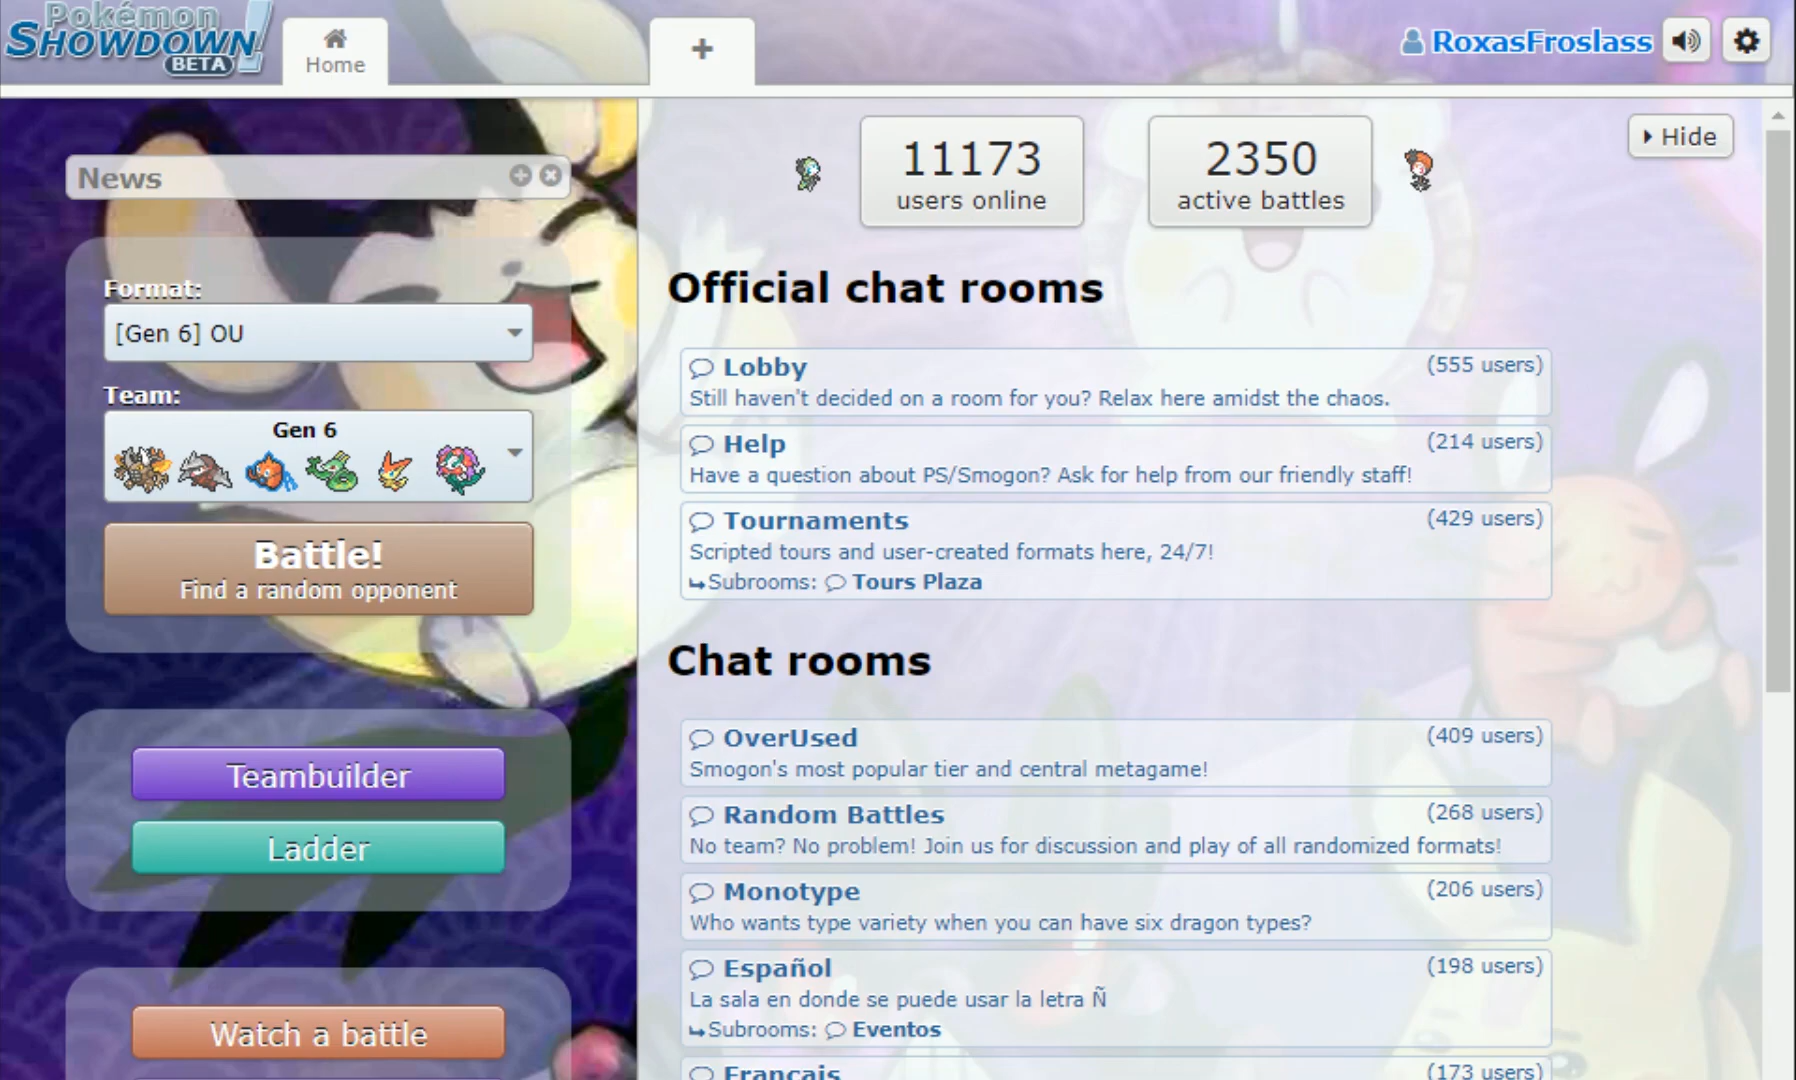 Pokémon
SHOWDOWN!
BETA
Home
+
RoxasFroslass
News
Format:
[Gen 6] OU
Team:
Gen 6
Battle!
Find a random opponent
Teambuilder
Ladder
Watch a battle
11173
users online
2350
active battles
Hide
Official chat rooms
Lobby (555 users)
Still haven't decided on a room for you? Relax here amidst the chaos.
Help (214 users)
Have a question about PS/Smogon? Ask for help from our friendly staff!
Tournaments (429 users)
Scripted tours and user-created formats here, 24/7!
↳Subrooms: Tours Plaza
Chat rooms
OverUsed (409 users)
Smogon's most popular tier and central metagame!
Random Battles (268 users)
No team? No problem! Join us for discussion and play of all randomized formats!
Monotype (206 users)
Who wants type variety when you can have six dragon types?
Español (198 users)
La sala en donde se puede usar la letra Ñ
↳Subrooms: Eventos
Français (173 users)